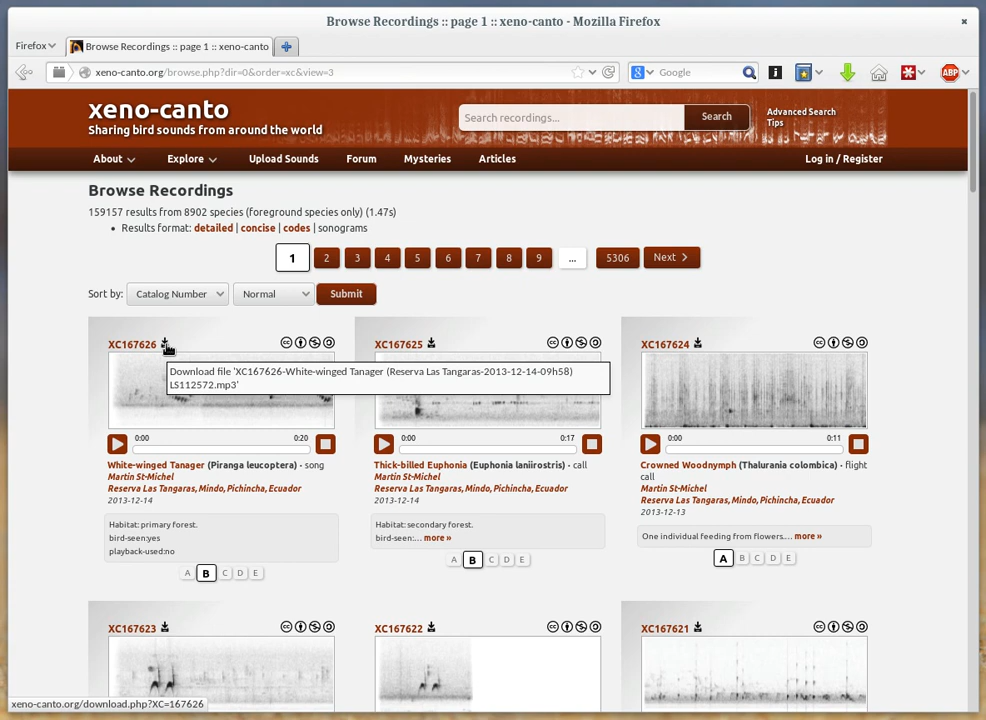 Browse Recordings :: page 1 :: xeno-canto - Mozilla Firefox
Firefox
Browse Recordings :: page 1 :: xeno-canto
xeno-canto.org/browse.php?dir=0&order=xc&view=3
Google
ABP
xeno-canto
Sharing bird sounds from around the world
Search recordings...
Search
Advanced Search
Tips
About
Explore
Upload Sounds
Forum
Mysteries
Articles
Log in / Register
Browse Recordings
159157 results from 8902 species (foreground species only) (1.47s)
• Results format: detailed | concise | codes | sonograms
1 2 3 4 5 6 7 8 9 ... 5306 Next
Sort by: Catalog Number Normal Submit
XC167626
Download file 'XC167626-White-winged Tanager (Reserva Las Tangaras-2013-12-14-09h58)
LS112572.mp3'
0:00 0:20
White-winged Tanager (Piranga leucoptera) · song
Martin St-Michel
Reserva Las Tangaras, Mindo, Pichincha, Ecuador
2013-12-14
Habitat: primary forest.
bird-seen:yes
playback-used:no
A B C D E
XC167625
0:00 0:17
Thick-billed Euphonia (Euphonia laniirostris) · call
Martin St-Michel
Reserva Las Tangaras, Mindo, Pichincha, Ecuador
2013-12-14
Habitat: secondary forest.
bird-seen:... more »
A B C D E
XC167624
0:00 0:11
Crowned Woodnymph (Thalurania colombica) · flight
call
Martin St-Michel
Reserva Las Tangaras, Mindo, Pichincha, Ecuador
2013-12-13
One individual feeding from flowers.... more »
A B C D E
XC167623
XC167622
XC167621
xeno-canto.org/download.php?XC=167626